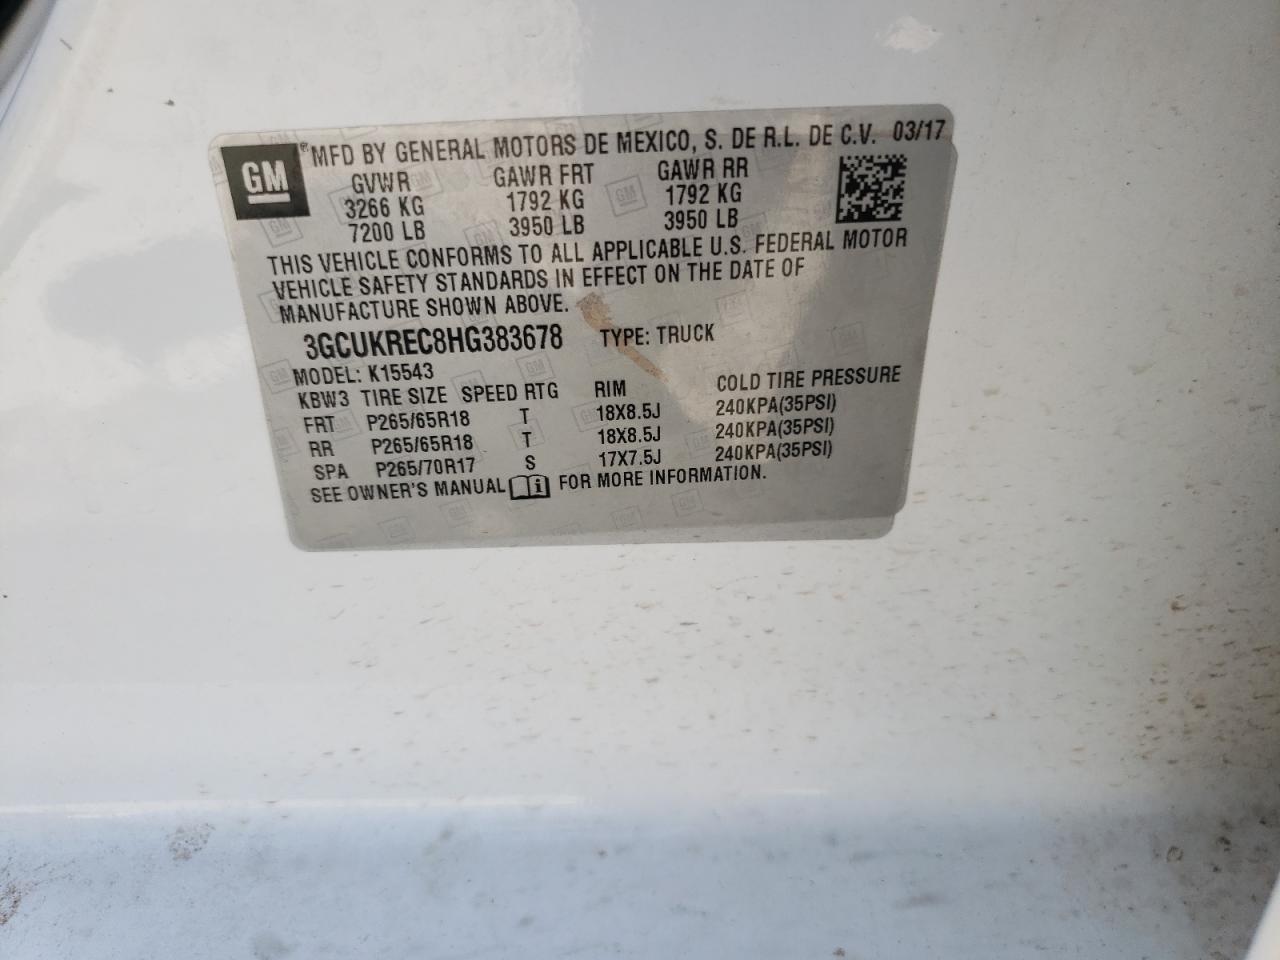 GM ® MFD BY GENERAL MOTORS DE MEXICO, S. DE R.L. DE C.V. 03/17
GVWR GAWR FRT GAWR RR
3266 KG 1792 KG 1792 KG
7200 LB 3950 LB 3950 LB
THIS VEHICLE CONFORMS TO ALL APPLICABLE U.S. FEDERAL MOTOR
VEHICLE SAFETY STANDARDS IN EFFECT ON THE DATE OF
MANUFACTURE SHOWN ABOVE.
3GCUKREC8HG383678 TYPE: TRUCK
MODEL: K15543
KBW3 TIRE SIZE SPEED RTG RIM COLD TIRE PRESSURE
FRT P265/65R18 T 18X8.5J 240KPA(35PSI)
RR P265/65R18 T 18X8.5J 240KPA(35PSI)
SPA P265/70R17 S 17X7.5J 240KPA(35PSI)
SEE OWNER'S MANUAL i FOR MORE INFORMATION.